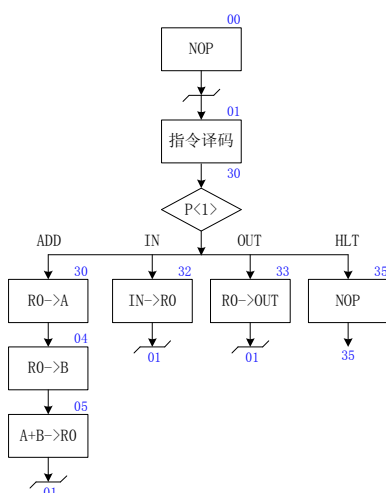 00
NOP
01
指令译码
30
P<1>
ADD IN OUT HLT
30 32 33 35
R0->A IN->R0 R0->OUT NOP
04 01 01 35
R0->B
05
A+B->R0
01